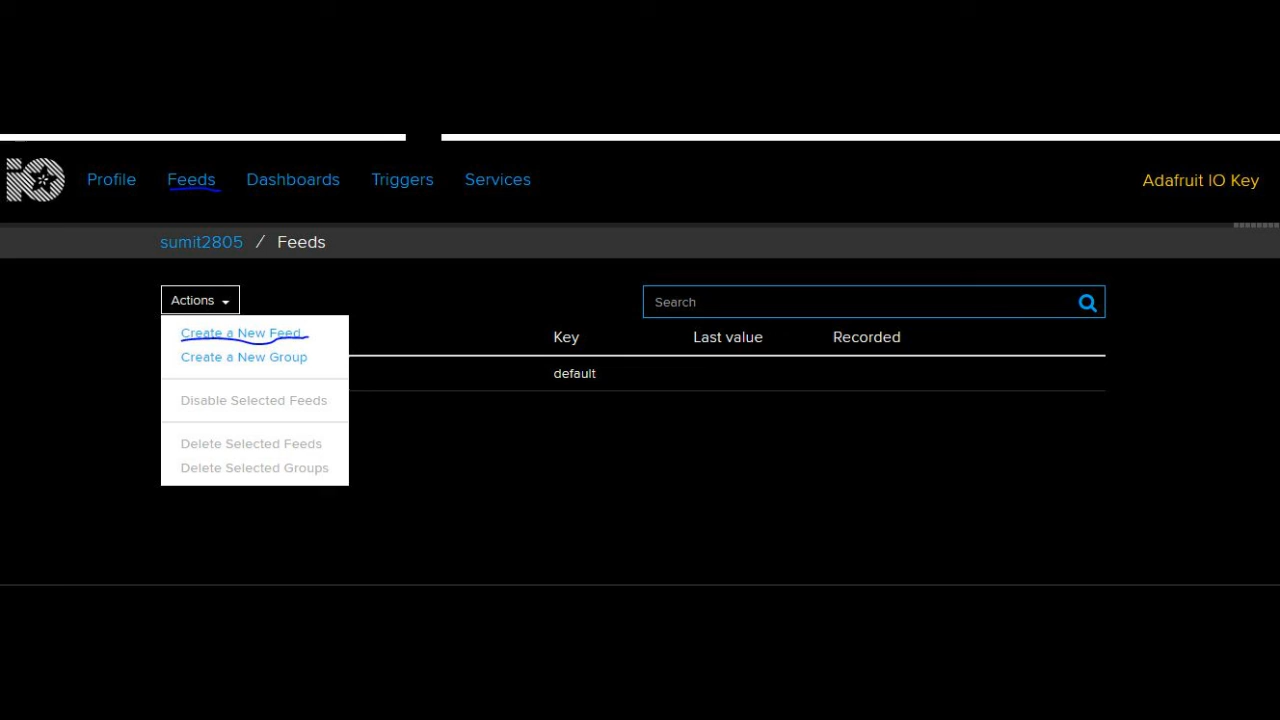 iO Profile Feeds Dashboards Triggers Services Adafruit IO Key
sumit2805 / Feeds
Actions
Search
Create a New Feed
Key Last value Recorded
Create a New Group
default
Disable Selected Feeds
Delete Selected Feeds
Delete Selected Groups